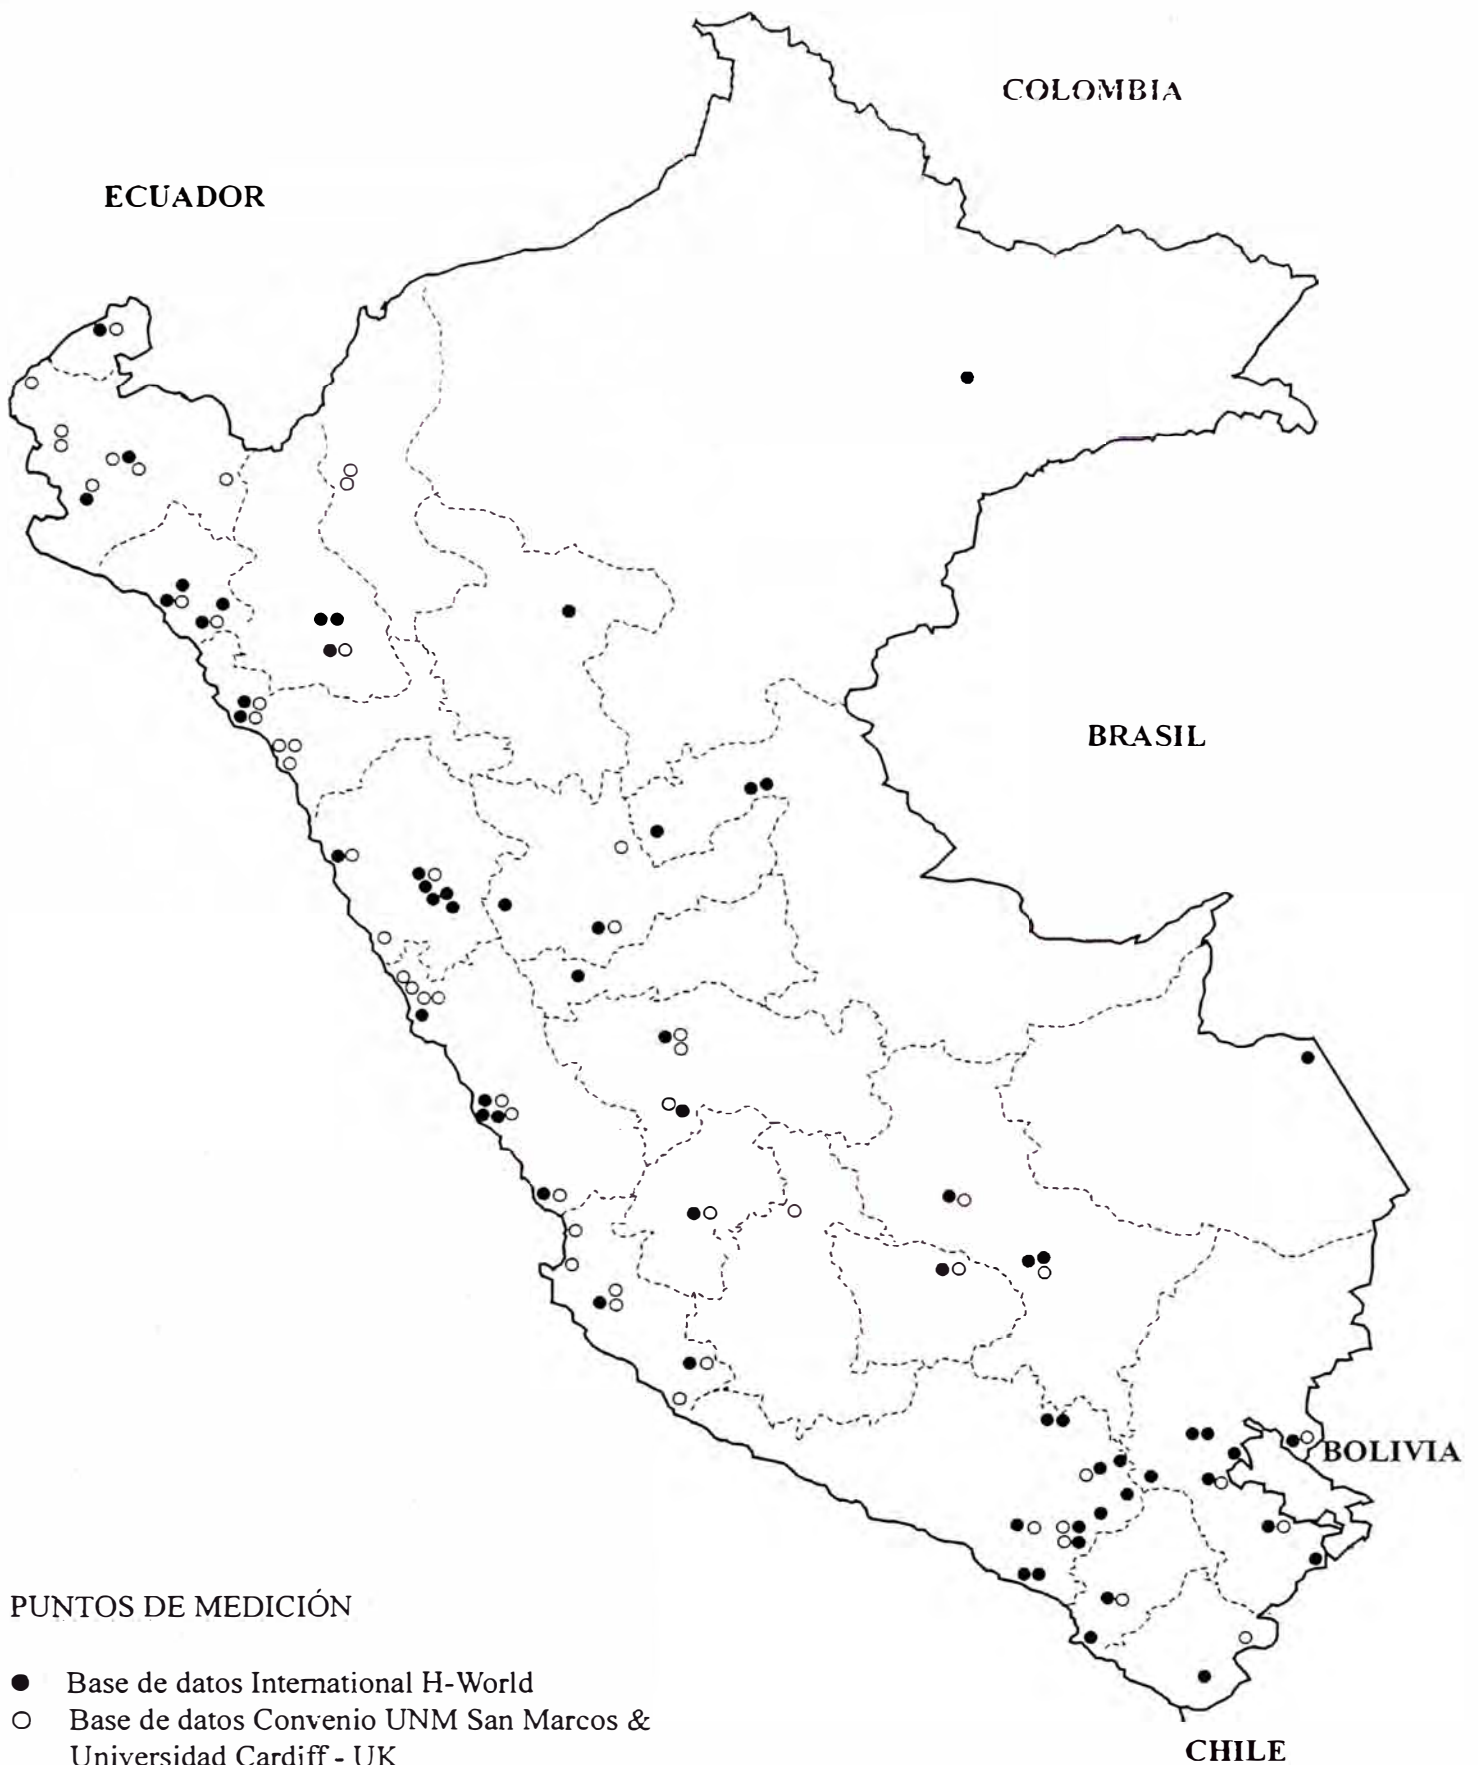 COLOMBIA
ECUADOR
BRASIL
BOLIVIA
PUNTOS DE MEDICIÓN
● Base de datos International H-World
○ Base de datos Convenio UNM San Marcos &
Universidad Cardiff - UK
CHILE